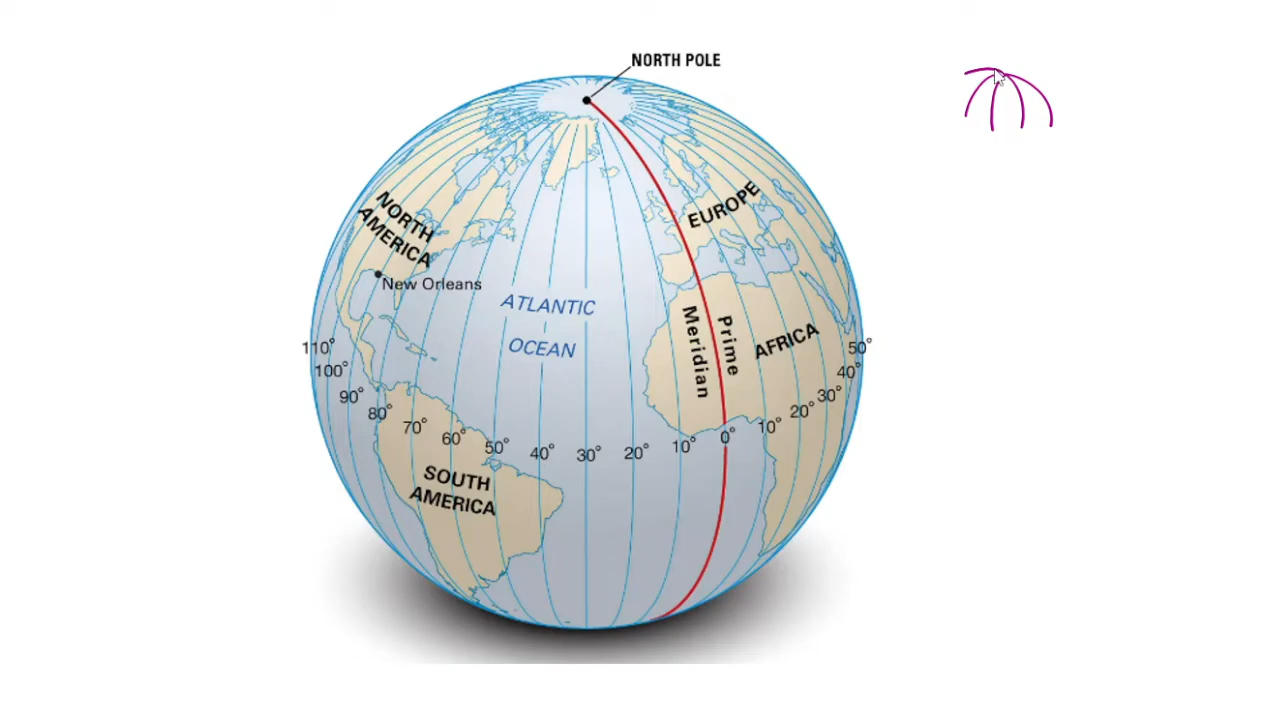 NORTH POLE
NORTH
AMERICA
EUROPE
New Orleans
ATLANTIC
OCEAN
Prime
Meridian
AFRICA
110°
100°
90°
80°
70°
60°
50°
40°
30°
20°
10°
0°
10°
20°
30°
40°
50°
SOUTH
AMERICA